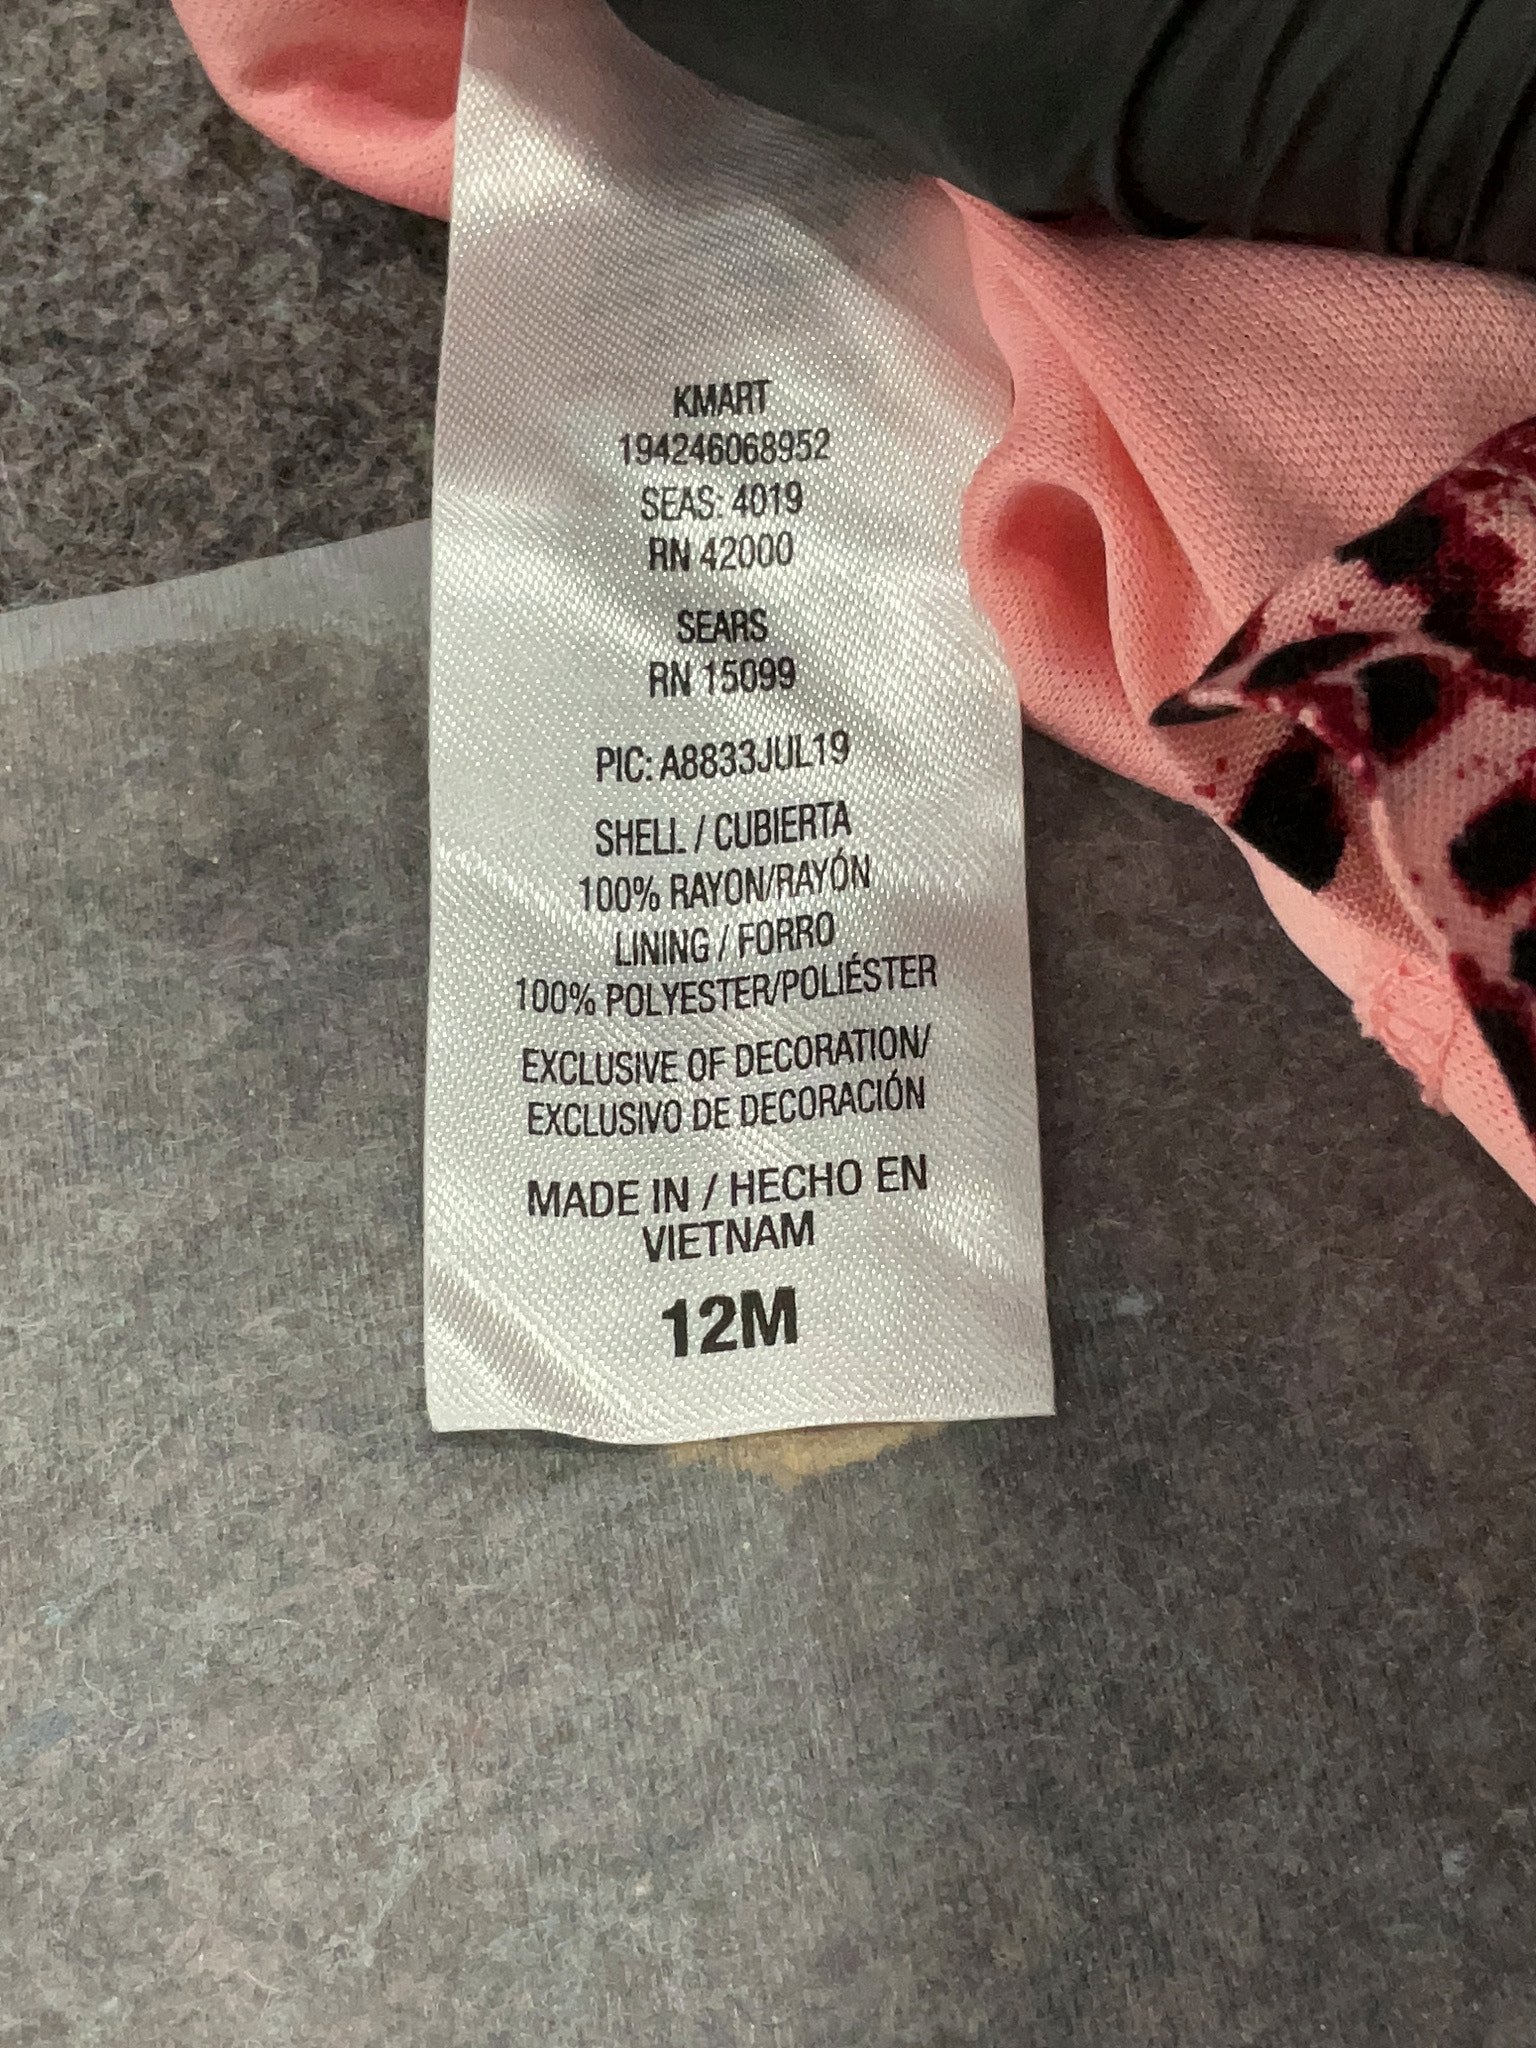 KMART
194246068952
SEAS: 4019
RN 42000
SEARS
RN 15099
PIC: A8833JUL19
SHELL / CUBIERTA
100% RAYON/RAYÓN
LINING / FORRO
100% POLYESTER/POLIÉSTER
EXCLUSIVE OF DECORATION/
EXCLUSIVO DE DECORACIÓN
MADE IN / HECHO EN
VIETNAM
12M